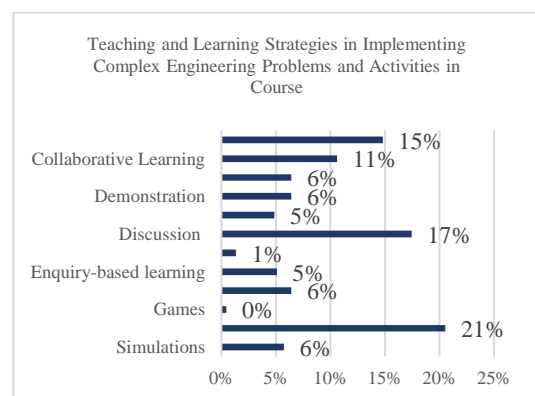 Teaching and Learning Strategies in Implementing
Complex Engineering Problems and Activities in
Course
15%
Collaborative Learning 11%
6%
Demonstration 6%
5%
Discussion 17%
1%
Enquiry-based learning 5%
6%
Games 0%
21%
Simulations 6%
0% 5% 10% 15% 20% 25%